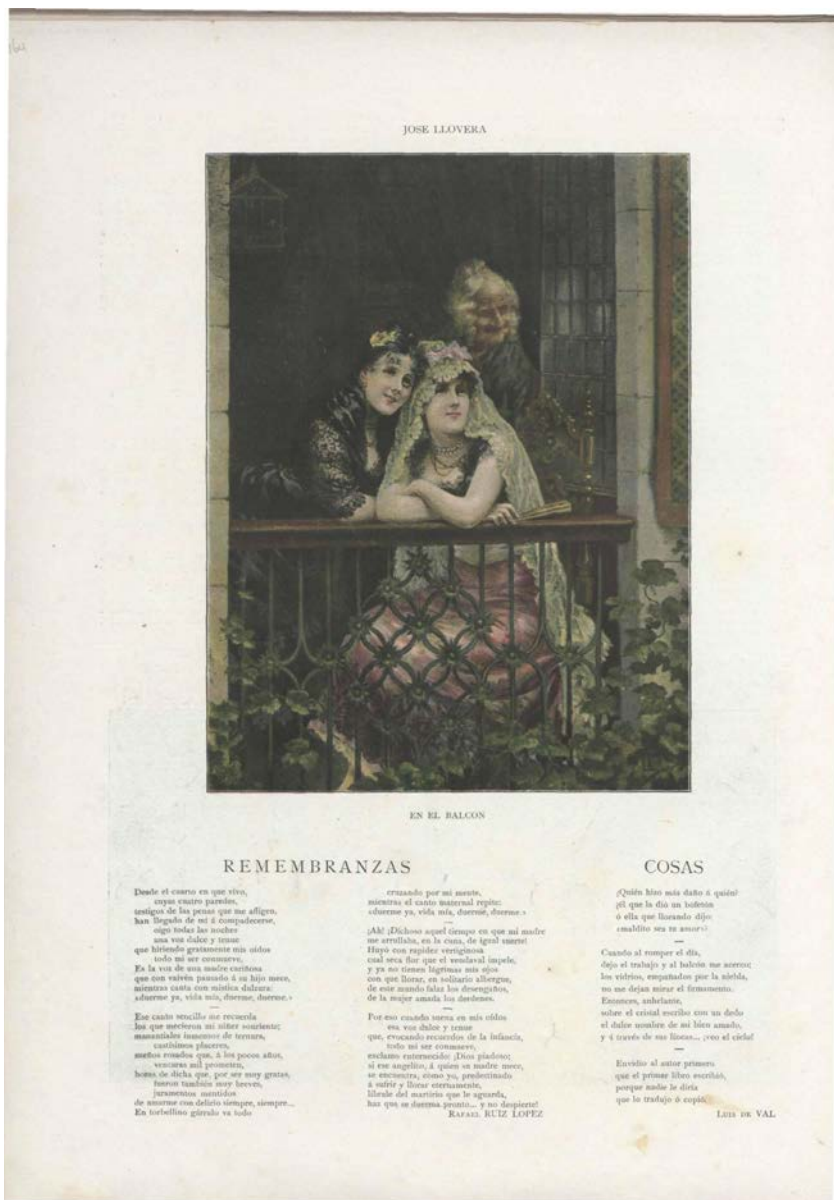 164
JOSE LLOVERA
EN EL BALCON
REMEMBRANZAS
Desde el cuarto en que vivo,
cuyas cuatro paredes,
testigos de las penas que me afligen,
han llegado de mí á compadecerse,
oigo todas las noches
una voz dulce y tenue
que hiriendo gratamente mis oídos
todo mi ser conmueve,
Es la voz de una madre cariñosa
que con vaivén pausado á su hijo mece,
mientras canta con mística dulzura:
«duerme ya, vida mía, duerme, duerme.»
Ese canto sencillo me recuerda
los que mecieron mi niñez sonriente;
manantiales inmensos de ternura,
castísimos placeres,
sueños rosados que, á los pocos años,
venturas mil prometen,
horas de dicha que, por ser muy gratas,
fueron también muy breves,
juramentos mentidos
de amarme con delirio siempre, siempre...
En torbellino gárrulo va todo
cruzando por mi mente,
mientras el canto maternal repite:
«duerme ya, vida mía, duerme, duerme.»
¡Ah! ¡Dichoso aquel tiempo en que mi madre
me arrullaba, en la cuna, de igual suerte!
Huyó con rapidez vertiginosa
cual seca flor que el vendaval impele,
y ya no tienen lágrimas mis ojos
con que llorar, en solitario albergue,
de este mundo falaz los desengaños,
de la mujer amada los desdenes.
Por eso cuando suena en mis oídos
esa voz dulce y tenue
que, evocando recuerdos de la infancia,
todo mi ser conmueve,
exclamo enternecido: ¡Dios piadoso;
si ese angelito, á quien su madre mece,
se encuentra, como yo, predestinado
á sufrir y llorar eternamente,
líbrale del martirio que le aguarda,
haz que se duerma pronto... y no despierte!
RAFAEL RUIZ LOPEZ
COSAS
¿Quién hizo más daño á quién?
¿él que la dió un bofetón
ó ella que llorando dijo:
¡maldito sea tu amor!?
Cuando al romper el día,
dejo el trabajo y al balcón me acerco;
los vidrios, empañados por la niebla,
no me dejan mirar el firmamento.
Entonces, anhelante,
sobre el cristal escribo con un dedo
el dulce nombre de mi bien amado,
y á través de sus líneas... ¡veo el cielo!
Envidio al autor primero
que el primer libro escribió,
porque nadie le diría
que lo tradujo ó copió.
LUIS DE VAL